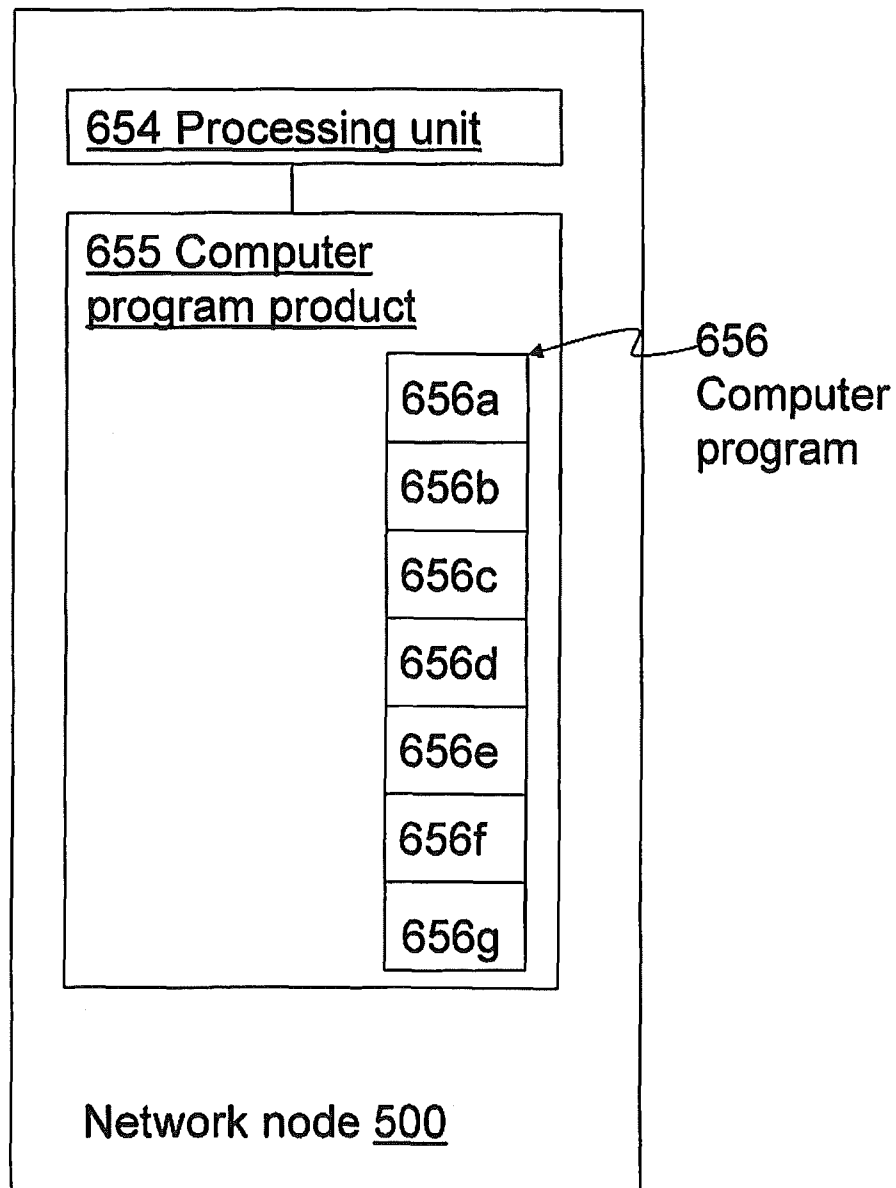 654 Processing unit
655 Computer
program product
656
Computer
program
656a
656b
656c
656d
656e
656f
656g
Network node 500